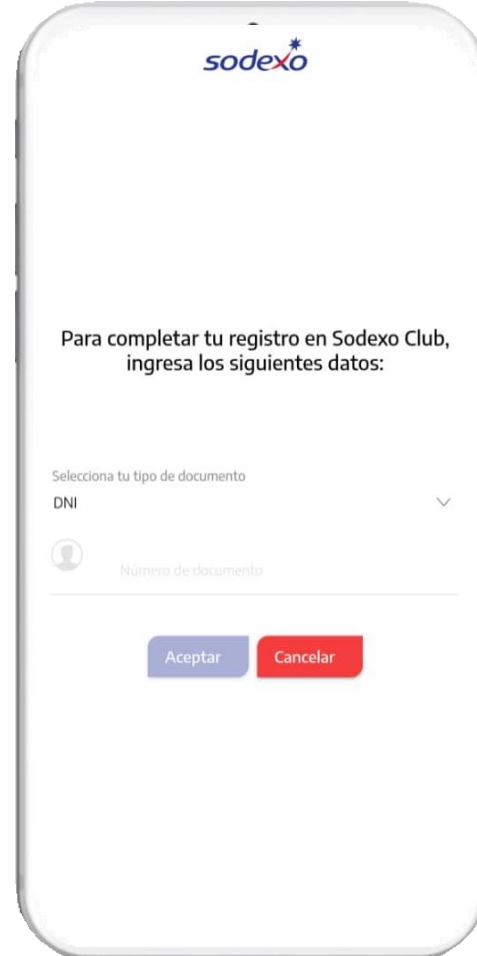 sodexo
Para completar tu registro en Sodexo Club,
ingresa los siguientes datos:
Selecciona tu tipo de documento
DNI
Número de documento
Aceptar
Cancelar